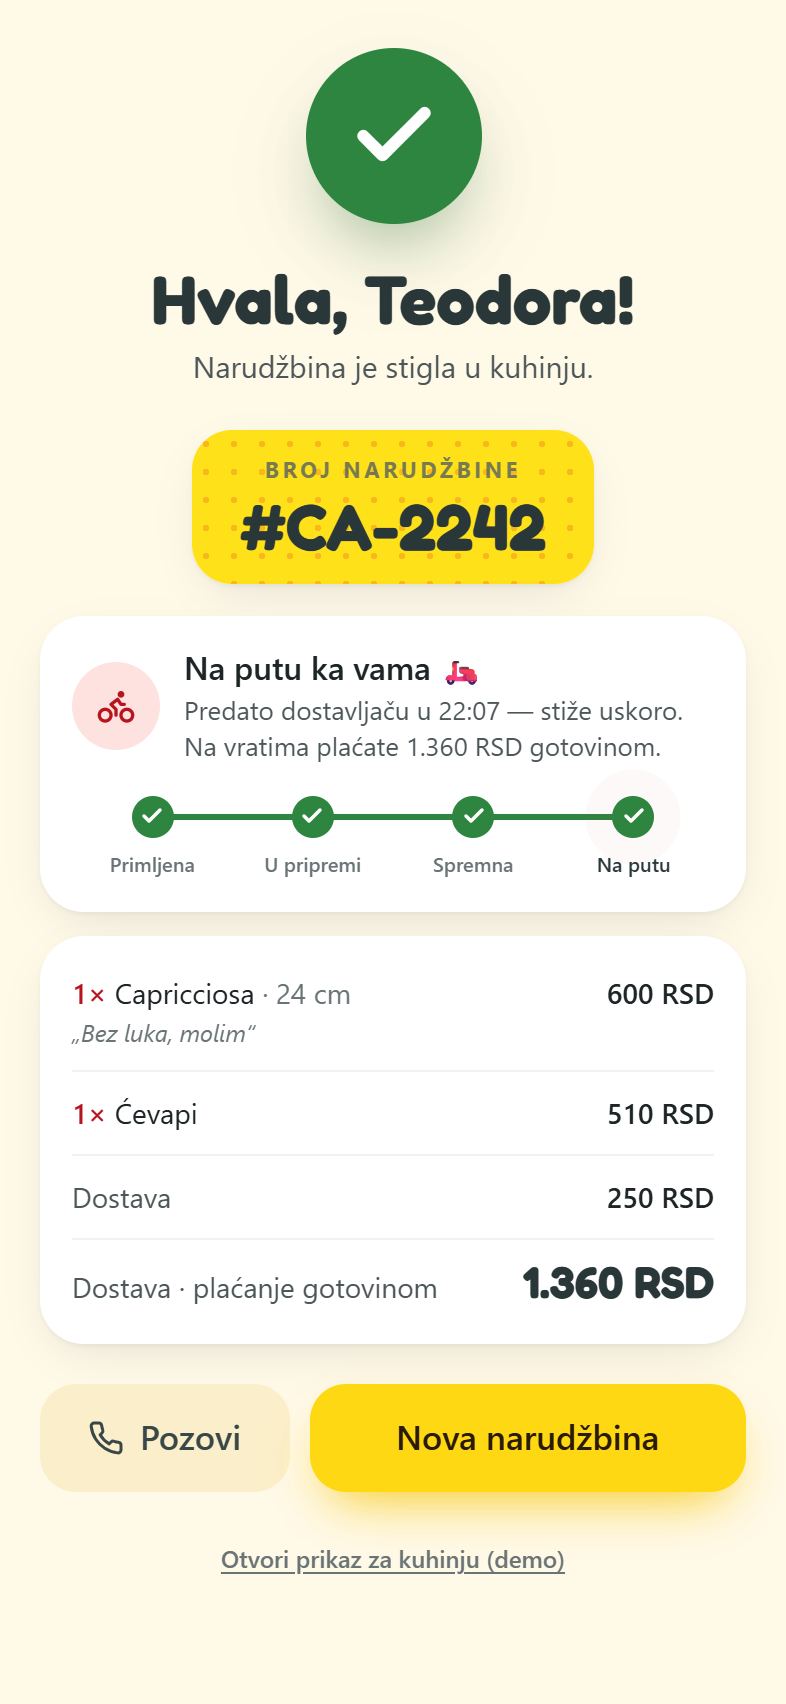 Hvala, Teodora!
Narudžbina je stigla u kuhinju.
BROJ NARUDŽBINE
#CA-2242
Na putu ka vama 🛵
Predato dostavljaču u 22:07 — stiže uskoro.
Na vratima plaćate 1.360 RSD gotovinom.
Primljena U pripremi Spremna Na putu
1× Capricciosa · 24 cm 600 RSD
„Bez luka, molim“
1× Ćevapi 510 RSD
Dostava 250 RSD
Dostava · plaćanje gotovinom 1.360 RSD
Pozovi Nova narudžbina
Otvori prikaz za kuhinju (demo)